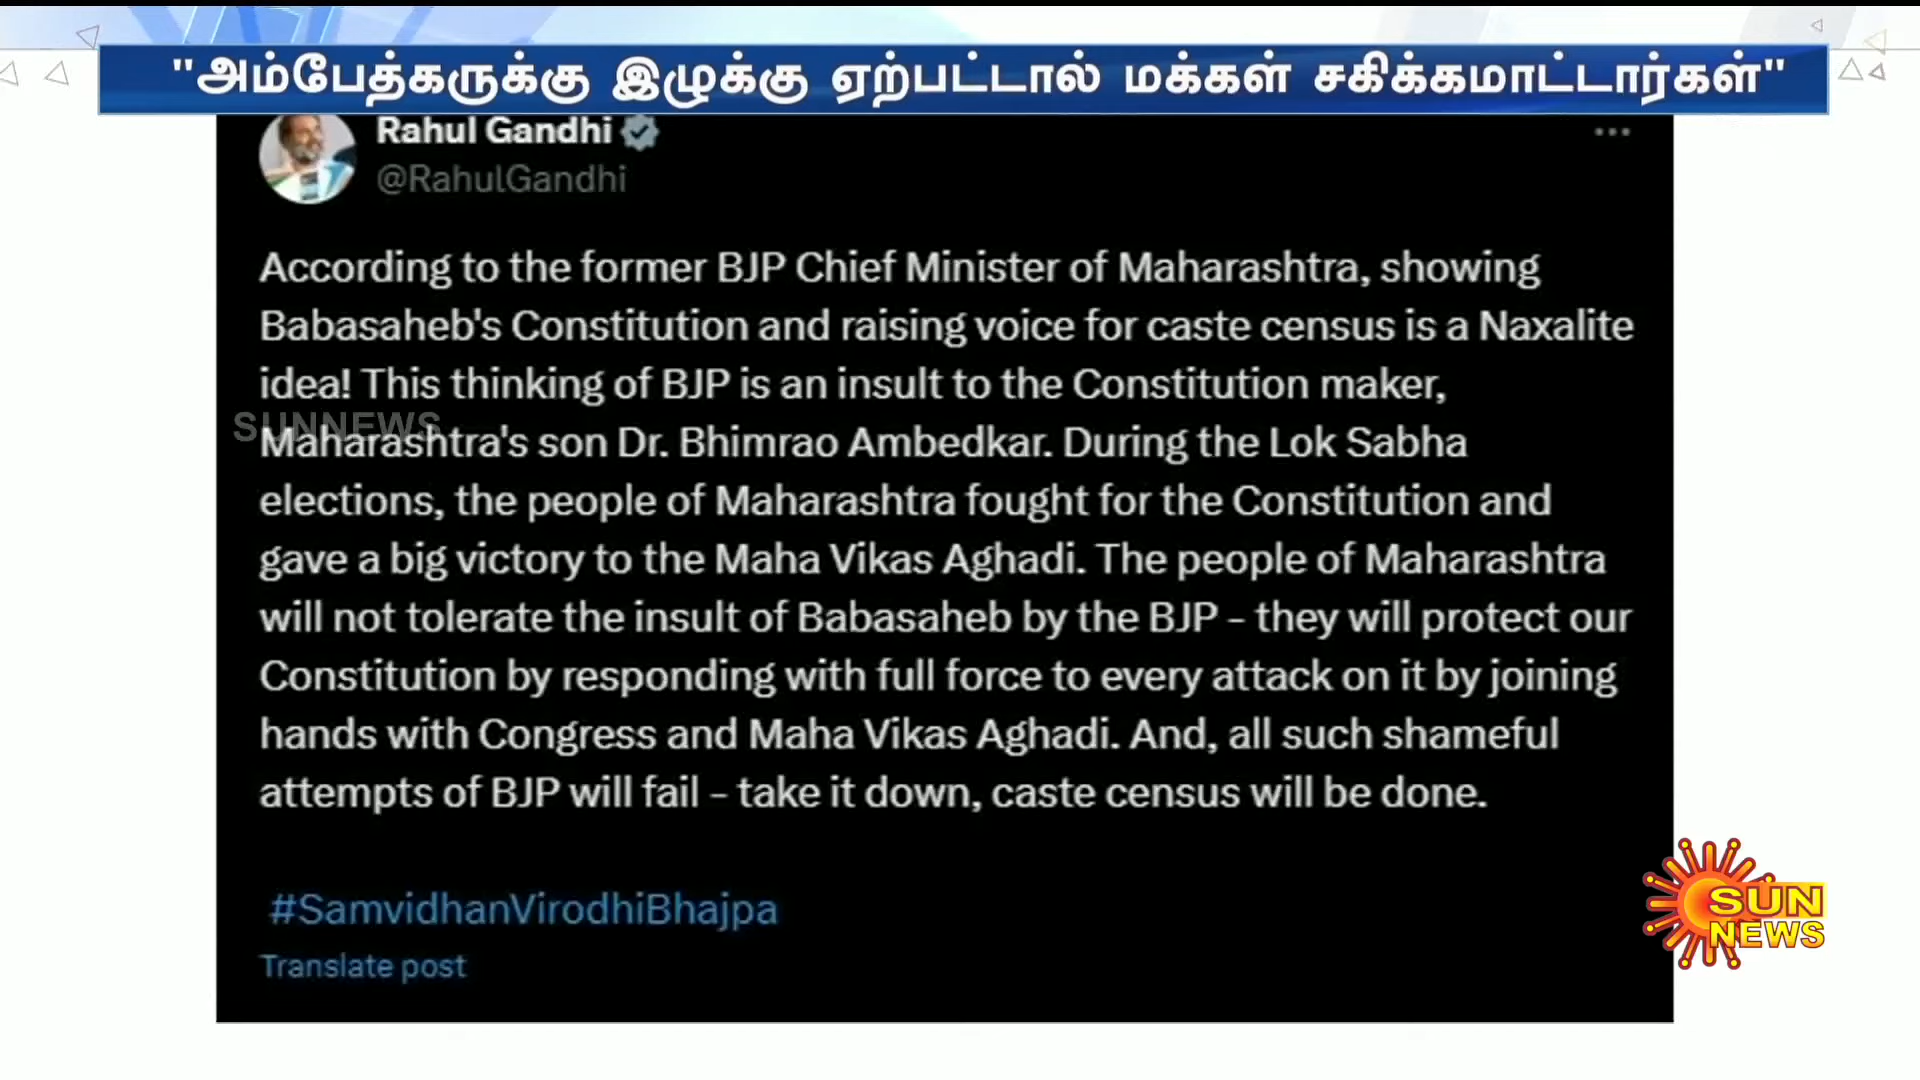 "அம்பேத்கருக்கு இழுக்கு ஏற்பட்டால் மக்கள் சகிக்கமாட்டார்கள்"
Rahul Gandhi
@RahulGandhi
According to the former BJP Chief Minister of Maharashtra, showing
Babasaheb's Constitution and raising voice for caste census is a Naxalite
idea! This thinking of BJP is an insult to the Constitution maker,
SUNNEWS
Maharashtra's son Dr. Bhimrao Ambedkar. During the Lok Sabha
elections, the people of Maharashtra fought for the Constitution and
gave a big victory to the Maha Vikas Aghadi. The people of Maharashtra
will not tolerate the insult of Babasaheb by the BJP – they will protect our
Constitution by responding with full force to every attack on it by joining
hands with Congress and Maha Vikas Aghadi. And, all such shameful
attempts of BJP will fail – take it down, caste census will be done.
#SamvidhanVirodhiBhajpa
Translate post
SUN
NEWS